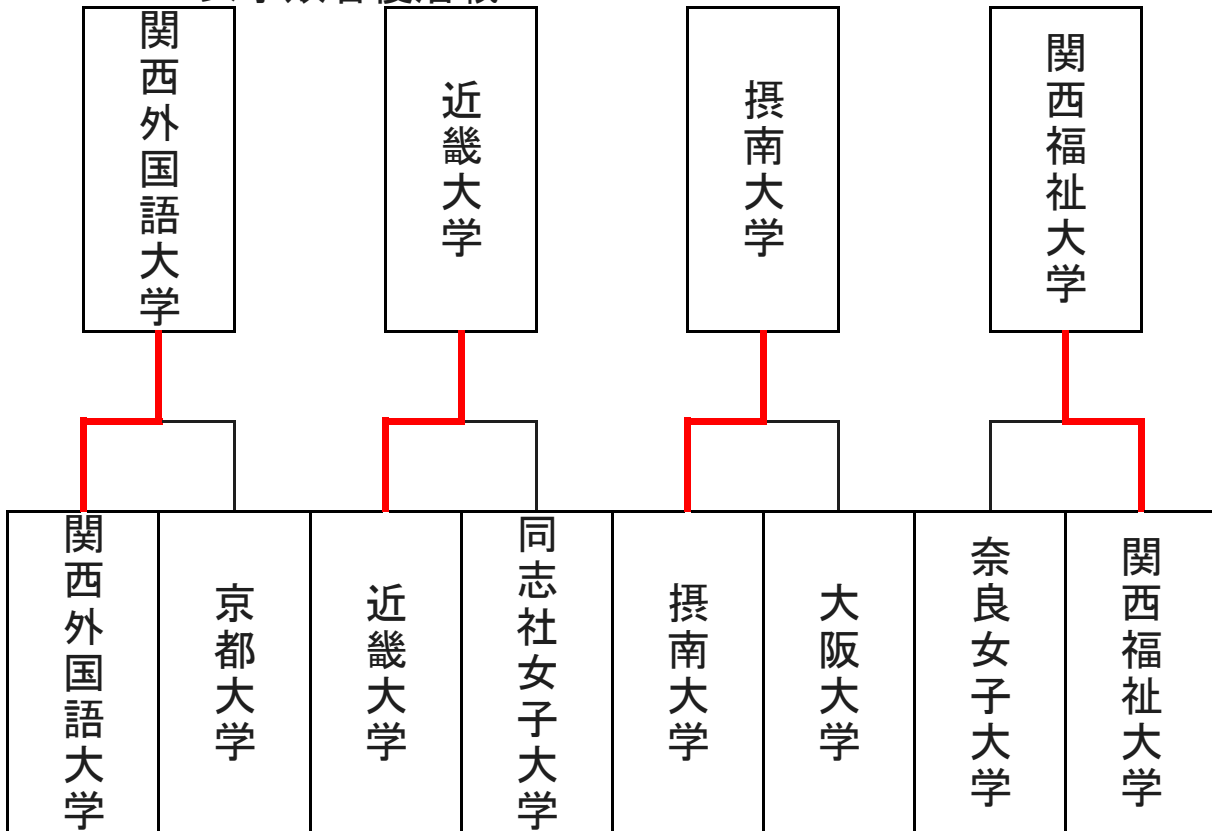 関西外国語大学
近畿大学
摂南大学
関西福祉大学
関西外国語大学
京都大学
近畿大学
同志社女子大学
摂南大学
大阪大学
奈良女子大学
関西福祉大学